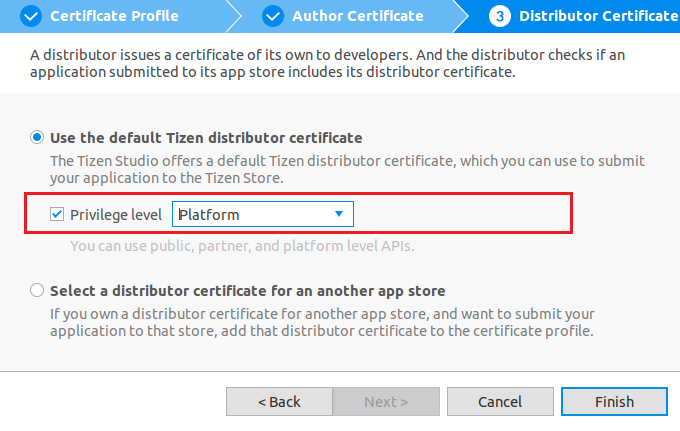 Certificate Profile
Author Certificate
3 Distributor Certificate
A distributor issues a certificate of its own to developers. And the distributor checks if an
application submitted to its app store includes its distributor certificate.
Use the default Tizen distributor certificate
The Tizen Studio offers a default Tizen distributor certificate, which you can use to submit
your application to the Tizen Store.
Privilege level Platform
You can use public, partner, and platform level APIs.
Select a distributor certificate for an another app store
If you own a distributor certificate for another app store, and want to submit your
application to that store, add that distributor certificate to the certificate profile.
< Back Next > Cancel Finish